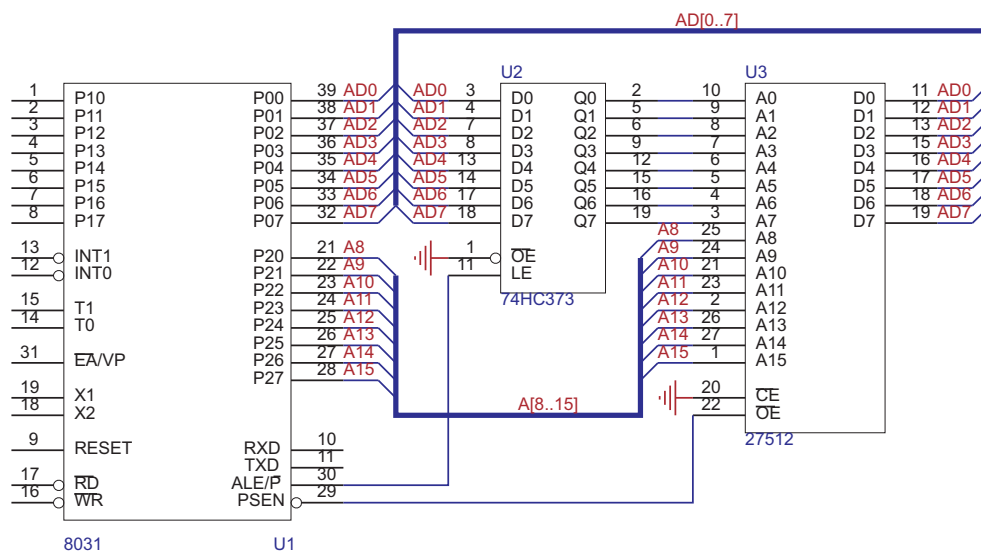 AD[0..7]
U2 U3
1 P10 P00 39 AD0 AD0 3 D0 Q0 2 10 A0 D0 11 AD0
2 P11 P01 38 AD1 AD1 4 D1 Q1 5 9 A1 D1 12 AD1
3 P12 P02 37 AD2 AD2 7 D2 Q2 6 8 A2 D2 13 AD2
4 P13 P03 36 AD3 AD3 8 D3 Q3 9 7 A3 D3 15 AD3
5 P14 P04 35 AD4 AD4 13 D4 Q4 12 6 A4 D4 16 AD4
6 P15 P05 34 AD5 AD5 14 D5 Q5 15 5 A5 D5 17 AD5
7 P16 P06 33 AD6 AD6 17 D6 Q6 16 4 A6 D6 18 AD6
8 P17 P07 32 AD7 AD7 18 D7 Q7 19 3 A7 D7 19 AD7
A8 25 A8
13 INT1 P20 21 A8 1 OE A9 24 A9
12 INT0 P21 22 A9 11 LE A10 21 A10
P22 23 A10 A11 23 A11
15 T1 P23 24 A11 74HC373 A12 2 A12
14 T0 P24 25 A12 A13 26 A13
P25 26 A13 A14 27 A14
31 EA/VP P26 27 A14 A15 1 A15
P27 28 A15
19 X1 20 CE
18 X2 A[8..15] 22 OE
27512
9 RESET RXD 10
TXD 11
17 RD ALE/P 30
16 WR PSEN 29
8031 U1